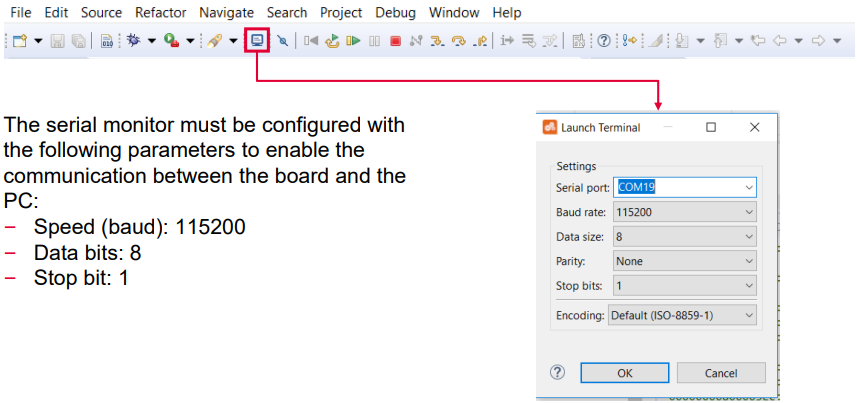 File Edit Source Refactor Navigate Search Project Debug Window Help
The serial monitor must be configured with
the following parameters to enable the
communication between the board and the
PC:
– Speed (baud): 115200
– Data bits: 8
– Stop bit: 1
Launch Terminal
Settings
Serial port: COM19
Baud rate: 115200
Data size: 8
Parity: None
Stop bits: 1
Encoding: Default (ISO-8859-1)
OK Cancel